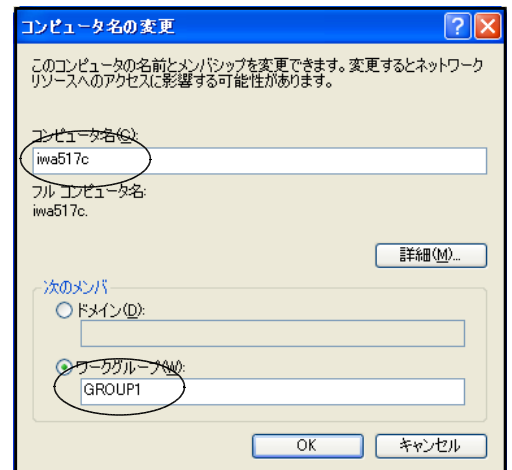 コンピュータ名の変更
このコンピュータの名前とメンバシップを変更できます。変更するとネットワーク
リソースへのアクセスに影響する可能性があります。
コンピュータ名(C):
iwa517c
フル コンピュータ名:
iwa517c.
詳細(M)...
次のメンバ
ドメイン(D):
ワークグループ(W):
GROUP1
OK
キャンセル